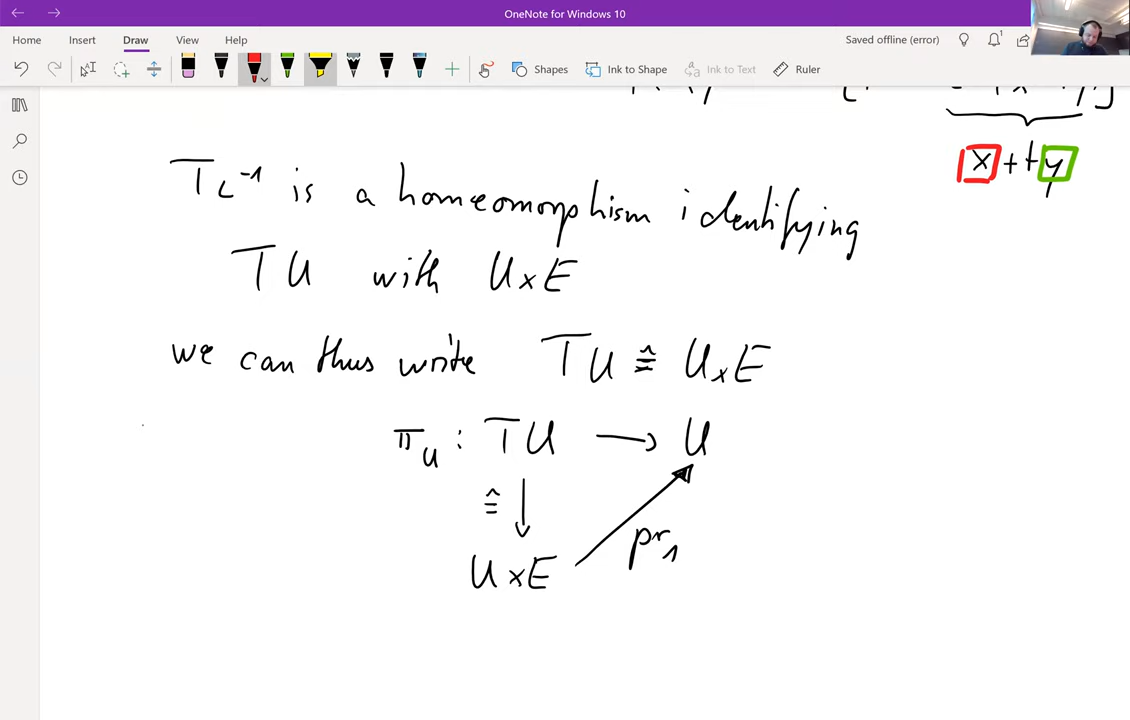 OneNote for Windows 10
Home Insert Draw View Help
Saved offline (error)
Shapes Ink to Shape Ink to Text Ruler
x + ty
T L⁻¹ is a homeomorphism identifying
TU with U×E
we can thus write TU ≙ U×E
π_U : TU → U
≙ ↓
pr₁
U×E